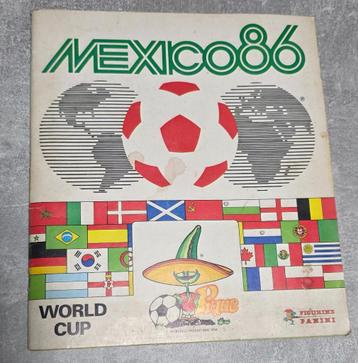 MEXICO86
®
Pique
WORLD
CUP
FIGURINE
PANINI